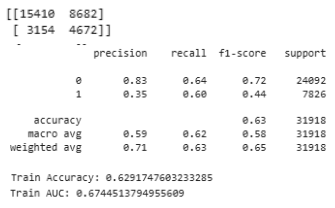 [[15410 8682]
[ 3154 4672]]
precision recall f1-score support
0 0.83 0.64 0.72 24092
1 0.35 0.60 0.44 7826
accuracy 0.63 31918
macro avg 0.59 0.62 0.58 31918
weighted avg 0.71 0.63 0.65 31918
Train Accuracy: 0.6291747603233285
Train AUC: 0.6744513794955609